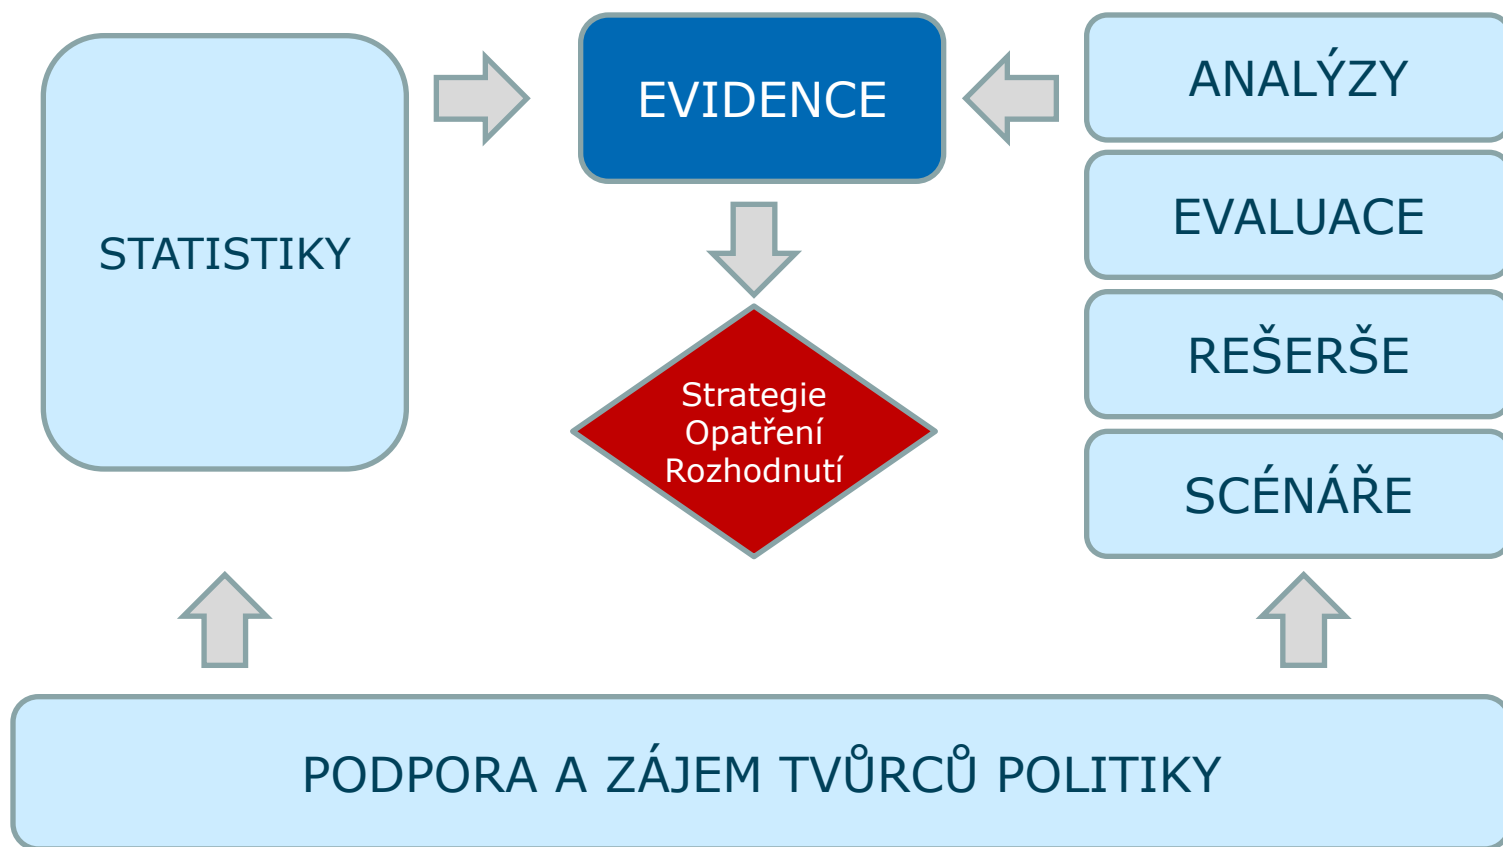 STATISTIKY
EVIDENCE
Strategie
Opatření
Rozhodnutí
ANALÝZY
EVALUACE
REŠERŠE
SCÉNÁŘE
PODPORA A ZÁJEM TVŮRCŮ POLITIKY